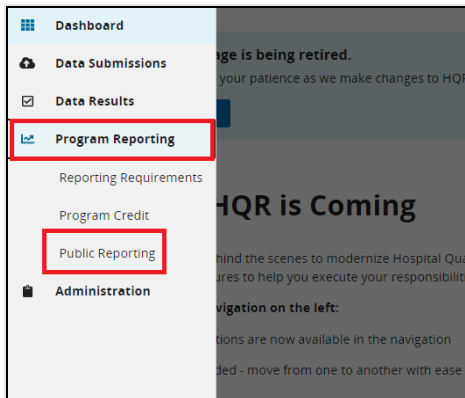 Dashboard
Data Submissions
Data Results
Program Reporting
Reporting Requirements
Program Credit
Public Reporting
Administration
age is being retired.
your patience as we make changes to HQR
HQR is Coming
hind the scenes to modernize Hospital Qua
ures to help you execute your responsibiliti
vigation on the left:
tions are now available in the navigation
ded - move from one to another with ease